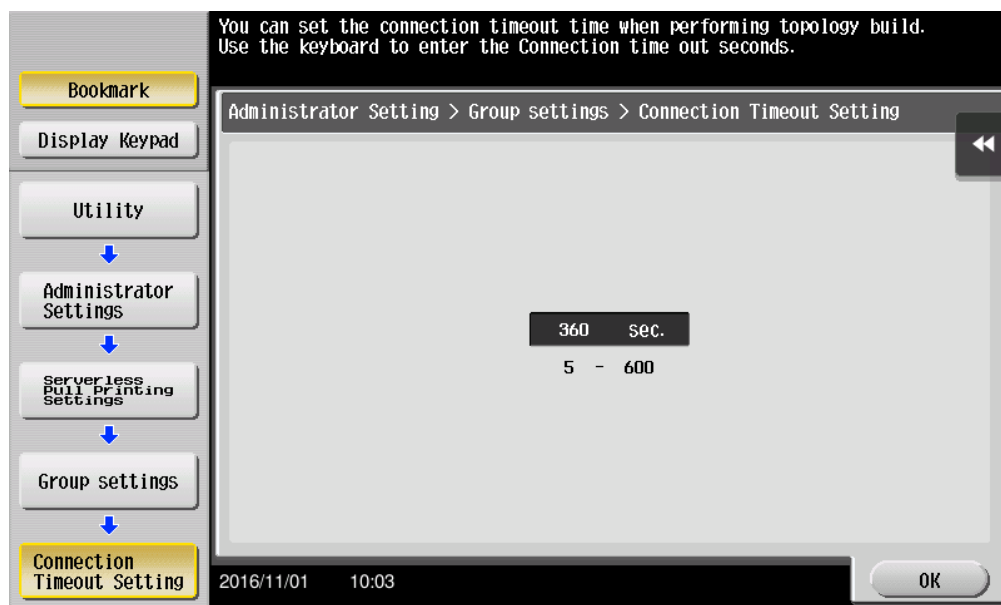 You can set the connection timeout time when performing topology build.
Use the keyboard to enter the Connection time out seconds.
Bookmark
Display Keypad
Utility
Administrator
Settings
Serverless
Pull Printing
Settings
Group settings
Connection
Timeout Setting
Administrator Setting > Group settings > Connection Timeout Setting
360 sec.
5 - 600
2016/11/01 10:03
OK